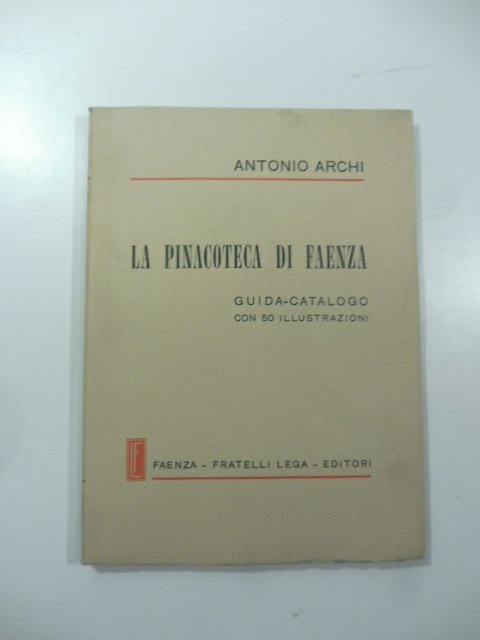 ANTONIO ARCHI
LA PINACOTECA DI FAENZA
GUIDA-CATALOGO
CON 50 ILLUSTRAZIONI
FAENZA - FRATELLI LEGA - EDITORI